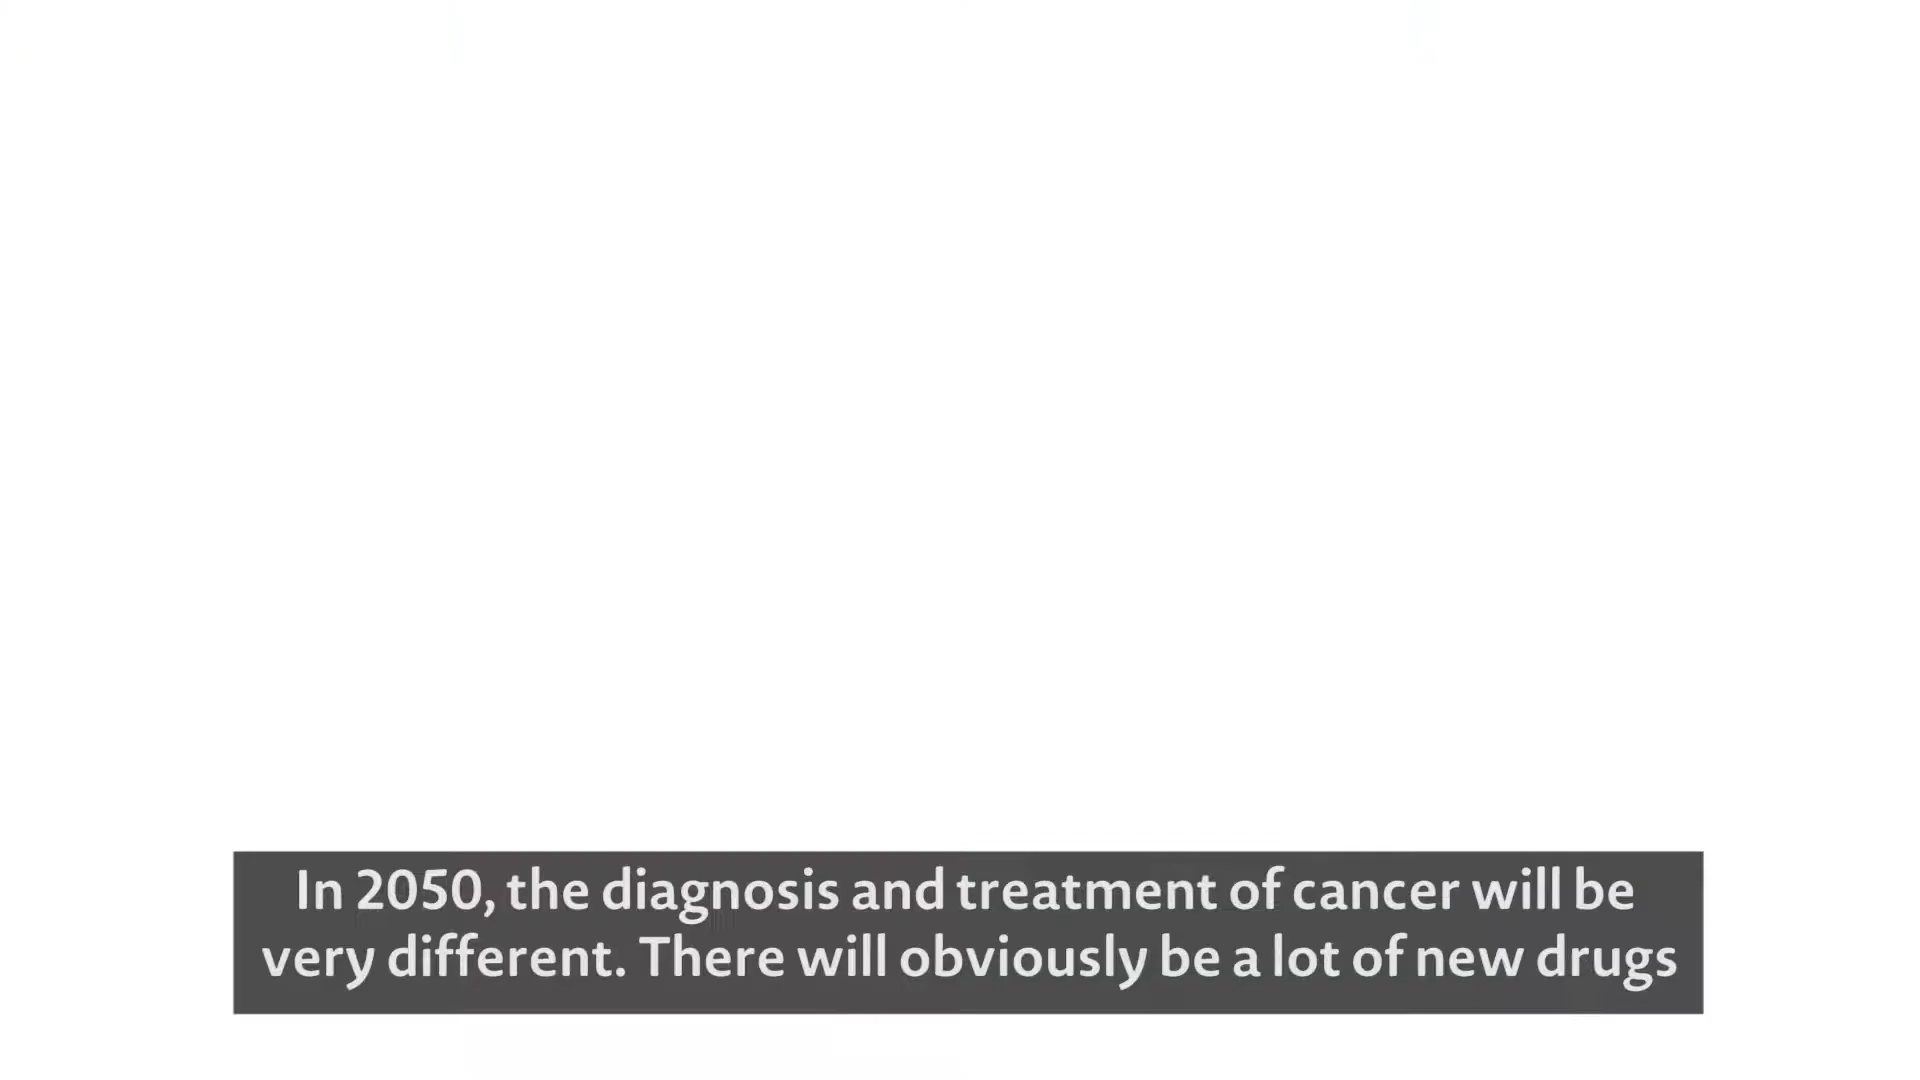 In 2050, the diagnosis and treatment of cancer will be
very different. There will obviously be a lot of new drugs